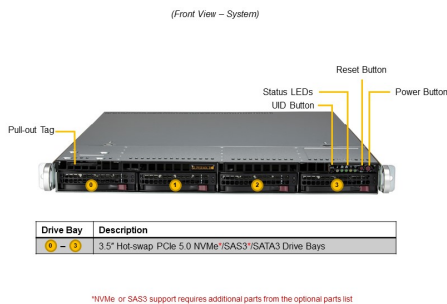 (Front View – System)
Reset Button
Status LEDs
Power Button
UID Button
Pull-out Tag
0 1 2 3
Drive Bay Description
0 – 3 3.5" Hot-swap PCIe 5.0 NVMe*/SAS3*/SATA3 Drive Bays
*NVMe or SAS3 support requires additional parts from the optional parts list